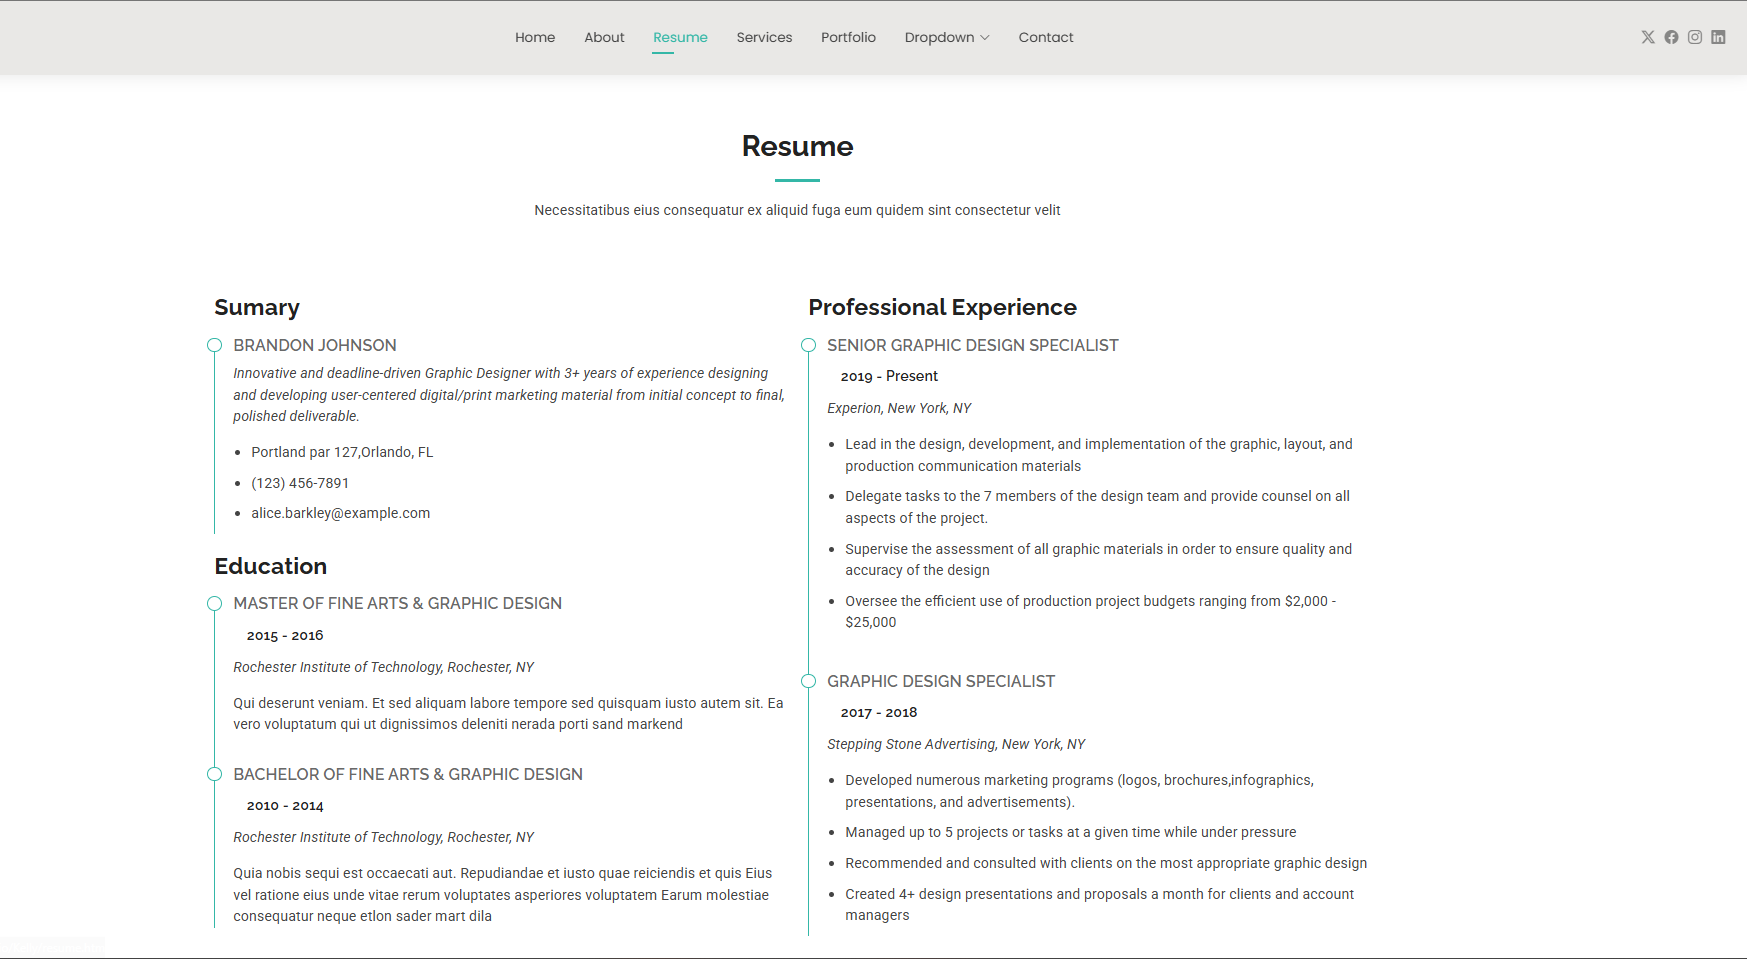 Home About Resume Services Portfolio Dropdown Contact
Resume
Necessitatibus eius consequatur ex aliquid fuga eum quidem sint consectetur velit
Sumary
BRANDON JOHNSON
Innovative and deadline-driven Graphic Designer with 3+ years of experience designing
and developing user-centered digital/print marketing material from initial concept to final,
polished deliverable.
Portland par 127,Orlando, FL
(123) 456-7891
alice.barkley@example.com
Education
MASTER OF FINE ARTS & GRAPHIC DESIGN
2015 - 2016
Rochester Institute of Technology, Rochester, NY
Qui deserunt veniam. Et sed aliquam labore tempore sed quisquam iusto autem sit. Ea
vero voluptatum qui ut dignissimos deleniti nerada porti sand markend
BACHELOR OF FINE ARTS & GRAPHIC DESIGN
2010 - 2014
Rochester Institute of Technology, Rochester, NY
Quia nobis sequi est occaecati aut. Repudiandae et iusto quae reiciendis et quis Eius
vel ratione eius unde vitae rerum voluptates asperiores voluptatem Earum molestiae
consequatur neque etlon sader mart dila
Professional Experience
SENIOR GRAPHIC DESIGN SPECIALIST
2019 - Present
Experion, New York, NY
Lead in the design, development, and implementation of the graphic, layout, and
production communication materials
Delegate tasks to the 7 members of the design team and provide counsel on all
aspects of the project.
Supervise the assessment of all graphic materials in order to ensure quality and
accuracy of the design
Oversee the efficient use of production project budgets ranging from $2,000 -
$25,000
GRAPHIC DESIGN SPECIALIST
2017 - 2018
Stepping Stone Advertising, New York, NY
Developed numerous marketing programs (logos, brochures,infographics,
presentations, and advertisements).
Managed up to 5 projects or tasks at a given time while under pressure
Recommended and consulted with clients on the most appropriate graphic design
Created 4+ design presentations and proposals a month for clients and account
managers